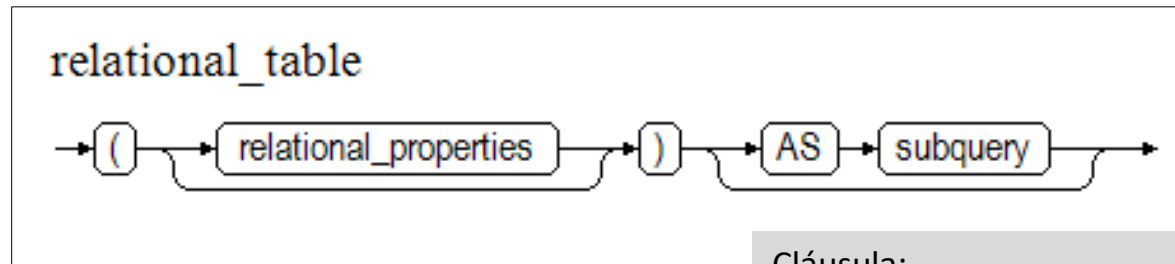 relational_table
( relational_properties ) AS subquery
Cláusula: